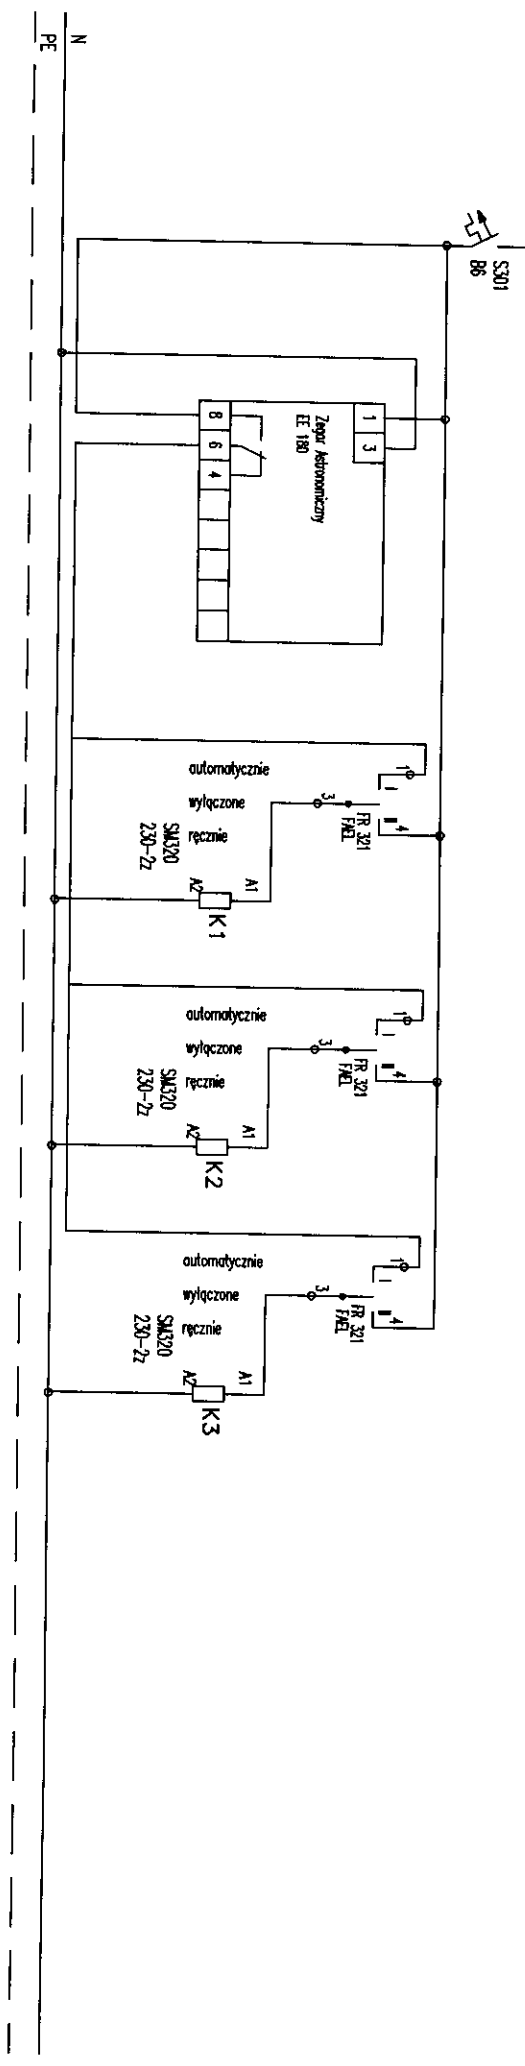 N
PE
S301
B6
Zegar Astronomiczny
EE 180
1
3
8
6
4
automatycznie
wyłączone
ręcznie
1
I
II
4
3
FR 321
FAEL
SM320
230-2z
A1
A2
K1
automatycznie
wyłączone
ręcznie
1
I
II
4
3
FR 321
FAEL
SM320
230-2z
A1
A2
K2
automatycznie
wyłączone
ręcznie
1
I
II
4
3
FR 321
FAEL
SM320
230-2z
A1
A2
K3